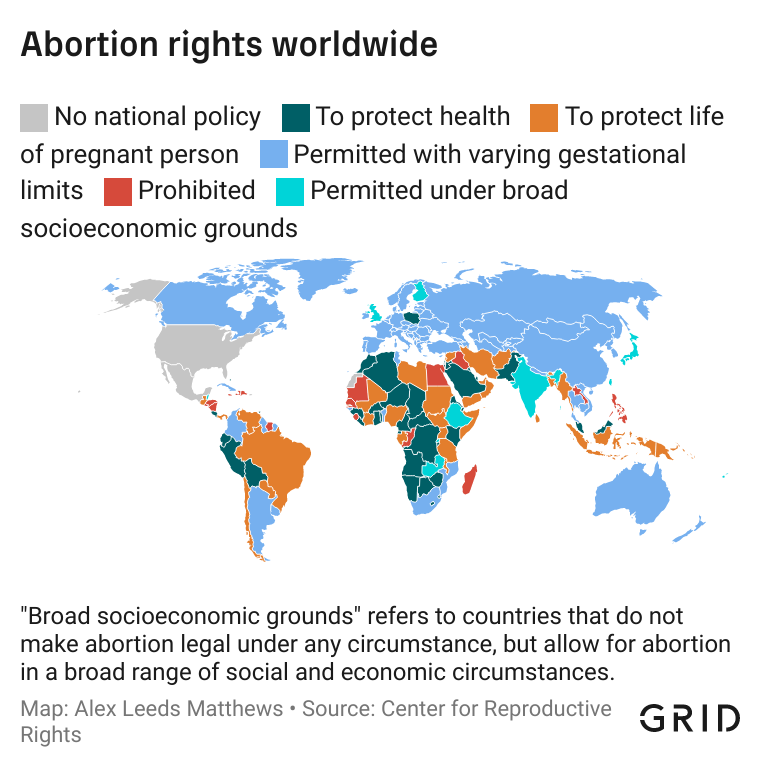 Abortion rights worldwide
No national policy To protect health To protect life
of pregnant person Permitted with varying gestational
limits Prohibited Permitted under broad
socioeconomic grounds
"Broad socioeconomic grounds" refers to countries that do not
make abortion legal under any circumstance, but allow for abortion
in a broad range of social and economic circumstances.
Map: Alex Leeds Matthews • Source: Center for Reproductive
Rights
GRID